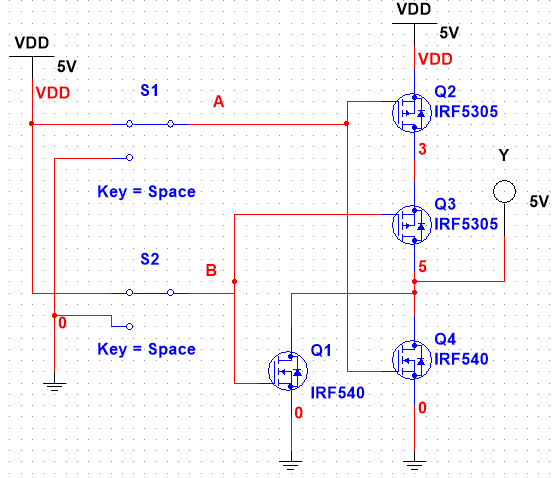 VDD
5V
VDD
5V
VDD
VDD
S1
A
Q2
IRF5305
3
Y
Key = Space
Q3
5V
IRF5305
S2
B
5
0
Key = Space
Q1
Q4
IRF540
IRF540
0
0